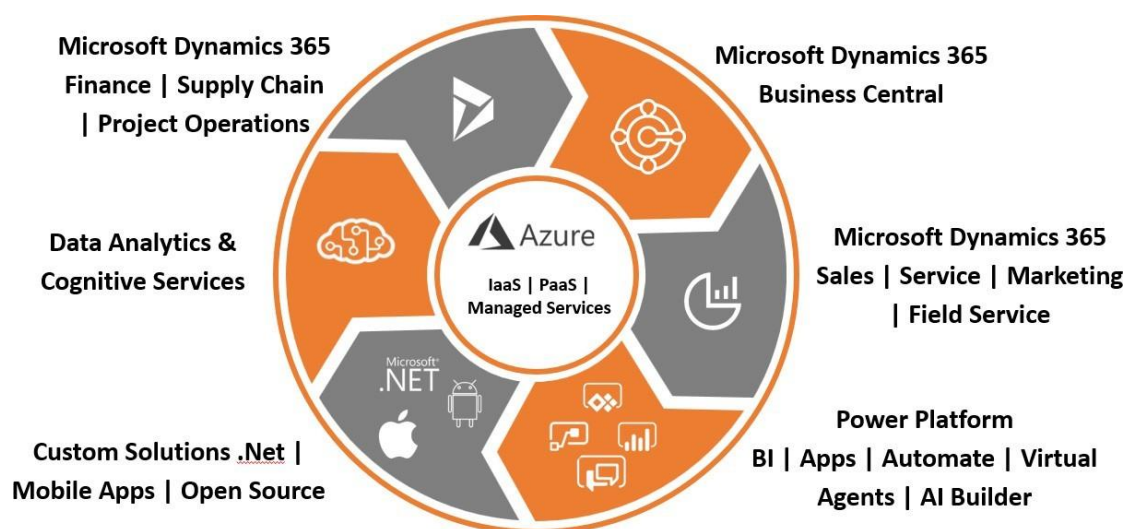 Microsoft Dynamics 365
Finance | Supply Chain
| Project Operations
Microsoft Dynamics 365
Business Central
Data Analytics &
Cognitive Services
Azure
IaaS | PaaS |
Managed Services
Microsoft Dynamics 365
Sales | Service | Marketing
| Field Service
Microsoft®
.NET
Custom Solutions .Net |
Mobile Apps | Open Source
Power Platform
BI | Apps | Automate | Virtual
Agents | AI Builder